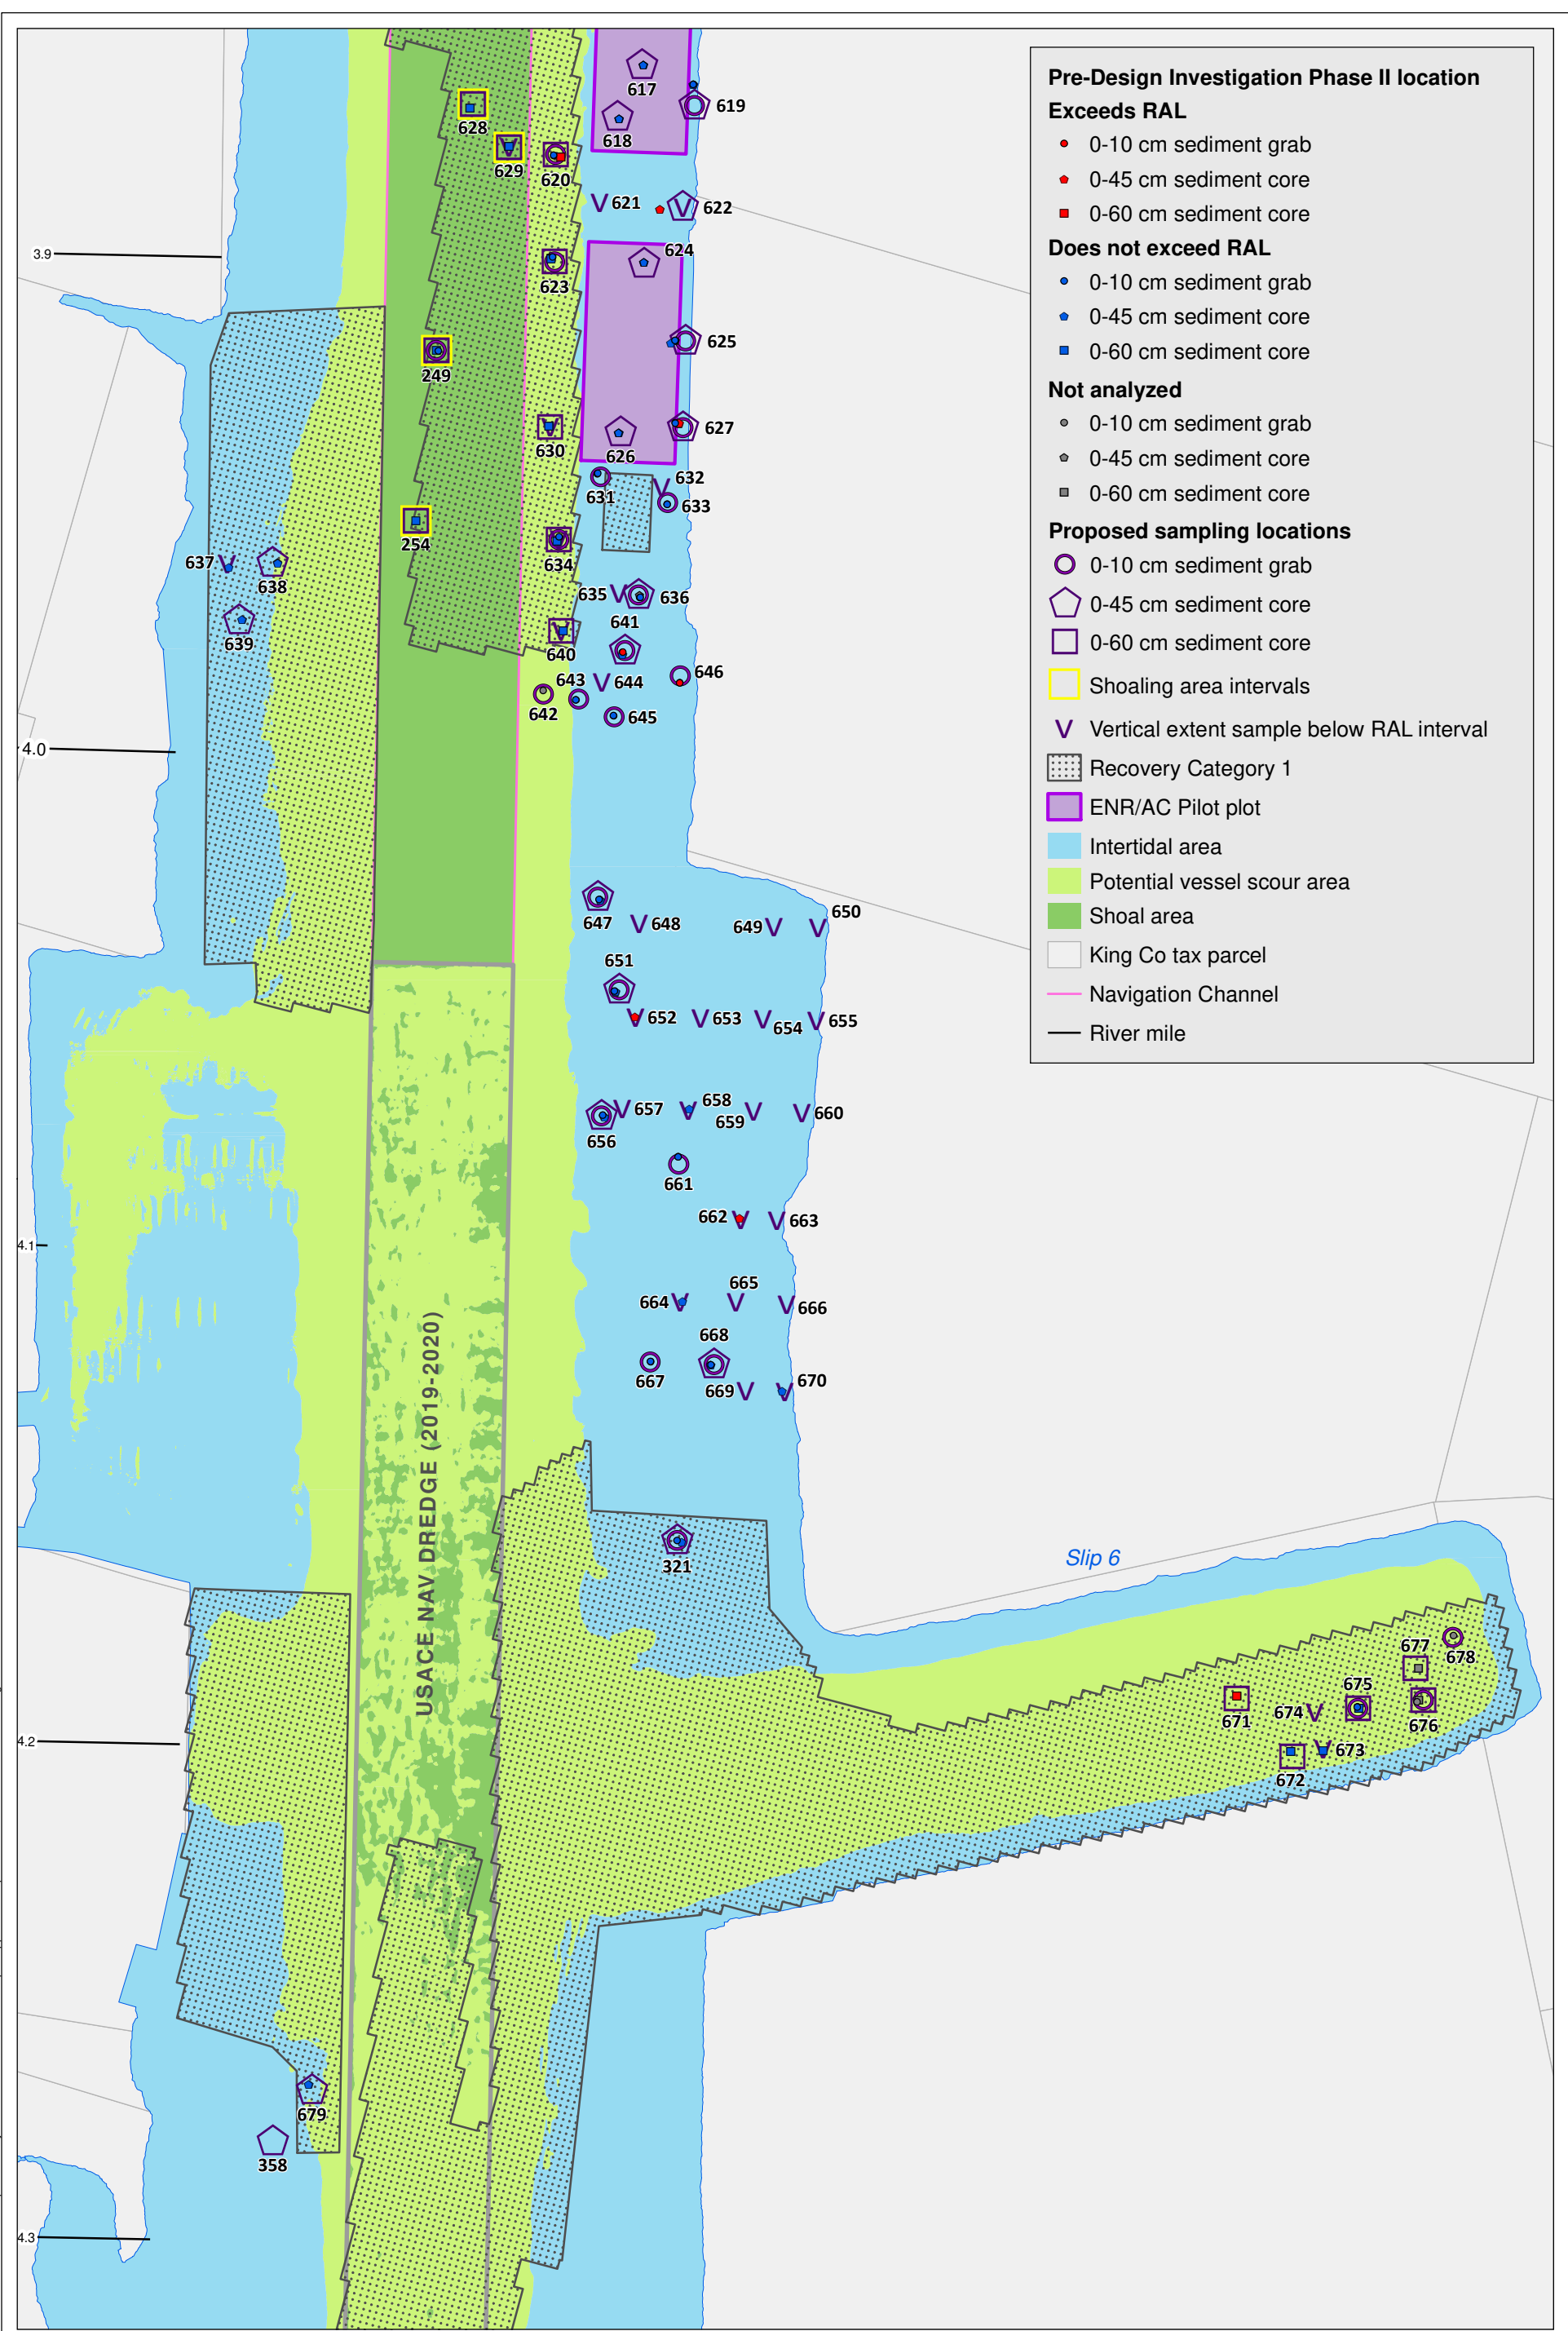 Pre-Design Investigation Phase II location
Exceeds RAL
0-10 cm sediment grab
0-45 cm sediment core
0-60 cm sediment core
Does not exceed RAL
0-10 cm sediment grab
0-45 cm sediment core
0-60 cm sediment core
Not analyzed
0-10 cm sediment grab
0-45 cm sediment core
0-60 cm sediment core
Proposed sampling locations
0-10 cm sediment grab
0-45 cm sediment core
0-60 cm sediment core
Shoaling area intervals
V Vertical extent sample below RAL interval
Recovery Category 1
ENR/AC Pilot plot
Intertidal area
Potential vessel scour area
Shoal area
King Co tax parcel
Navigation Channel
River mile
617
619
628
618
629
620
V 621
V 622
3.9
624
623
625
249
627
630
626
632
631
633
254
634
637
638
635
636
639
641
640
646
643
644
642
645
4.0
647
648
649
650
651
652
653
654
655
656
657
658
659
660
661
662
663
4.1
665
664
666
668
667
669
670
USACE NAV DREDGE (2019-2020)
321
Slip 6
677
678
675
671
674
676
673
672
4.2
679
358
4.3